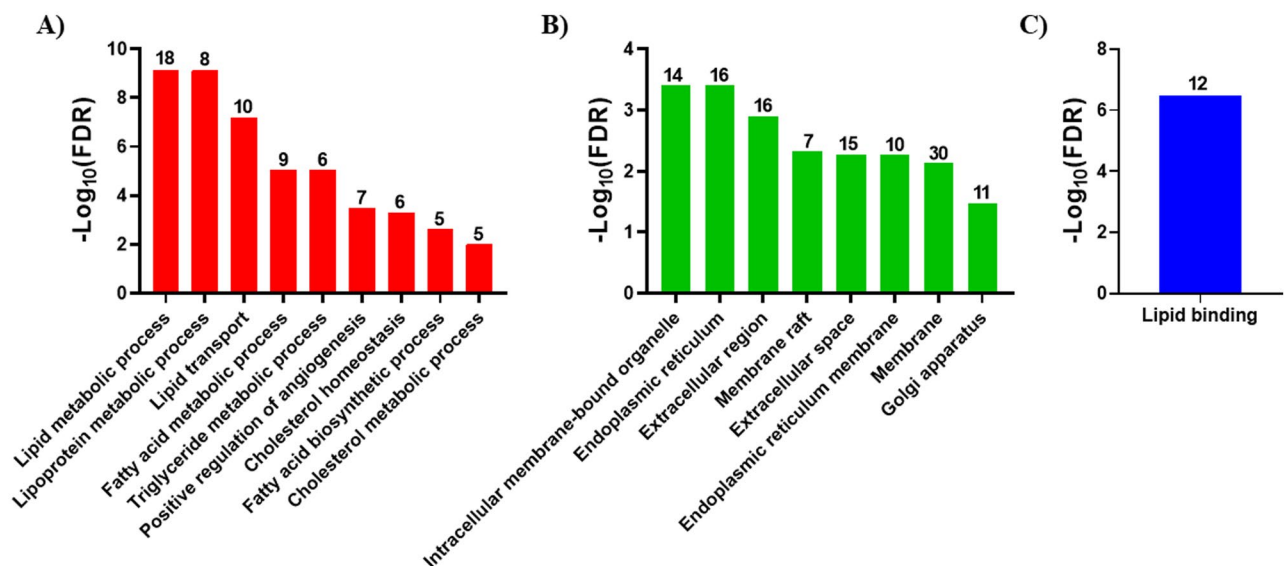 A)
-Log10(FDR)
10
8
6
4
2
0
18
8
10
9
6
7
6
5
5
Lipid metabolic process
Lipoprotein metabolic process
Lipid transport
Fatty acid metabolic process
Triglyceride metabolic process
Positive regulation of angiogenesis
Cholesterol homeostasis
Fatty acid biosynthetic process
Cholesterol metabolic process
B)
-Log10(FDR)
4
3
2
1
0
14
16
16
7
15
10
30
11
Intracellular membrane-bound organelle
Endoplasmic reticulum
Extracellular region
Membrane raft
Extracellular space
Endoplasmic reticulum membrane
Membrane
Golgi apparatus
C)
-Log10(FDR)
8
6
4
2
0
12
Lipid binding